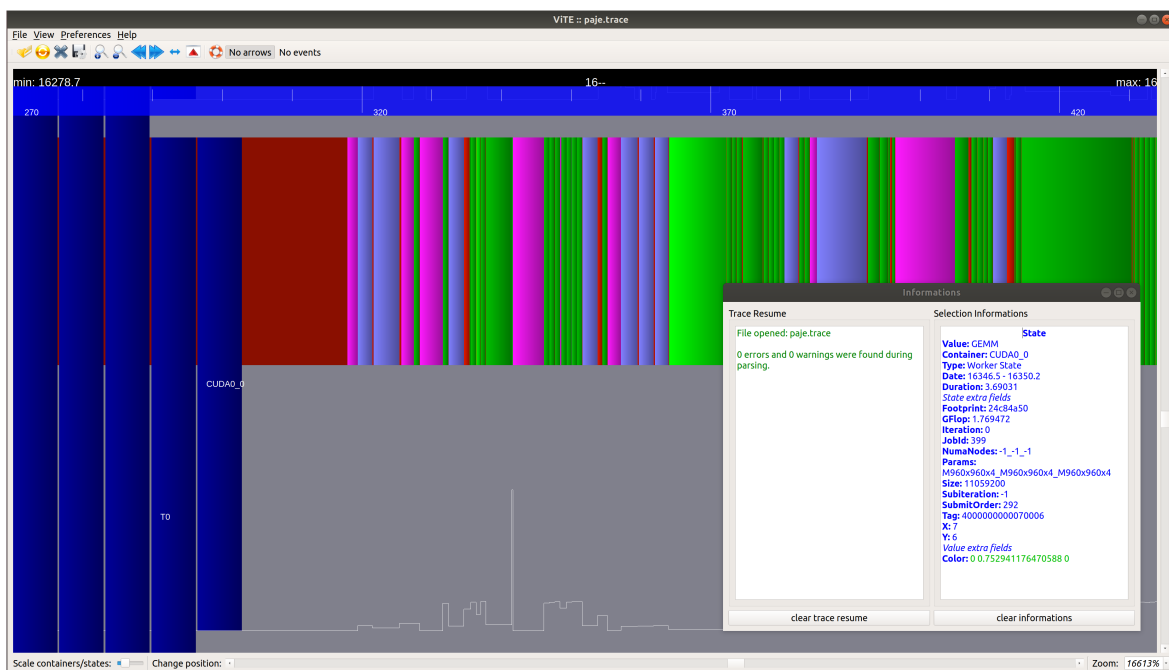 ViTE :: paje.trace
File View Preferences Help
No arrows No events
min: 16278.7 16-- max: 16
270 320 370 420
CUDA0_0
T0
Informations
Trace Resume
File opened: paje.trace
0 errors and 0 warnings were found during
parsing.
clear trace resume
Selection Informations
State
Value: GEMM
Container: CUDA0_0
Type: Worker State
Date: 16346.5 - 16350.2
Duration: 3.69031
State extra fields
Footprint: 24c84a50
GFlop: 1.769472
Iteration: 0
JobId: 399
NumaNodes: -1_-1_-1
Params:
M960x960x4_M960x960x4_M960x960x4
Size: 11059200
Subiteration: -1
SubmitOrder: 292
Tag: 4000000000070006
X: 7
Y: 6
Value extra fields
Color: 0 0.752941176470588 0
clear informations
Scale containers/states: Change position: Zoom: 16613%